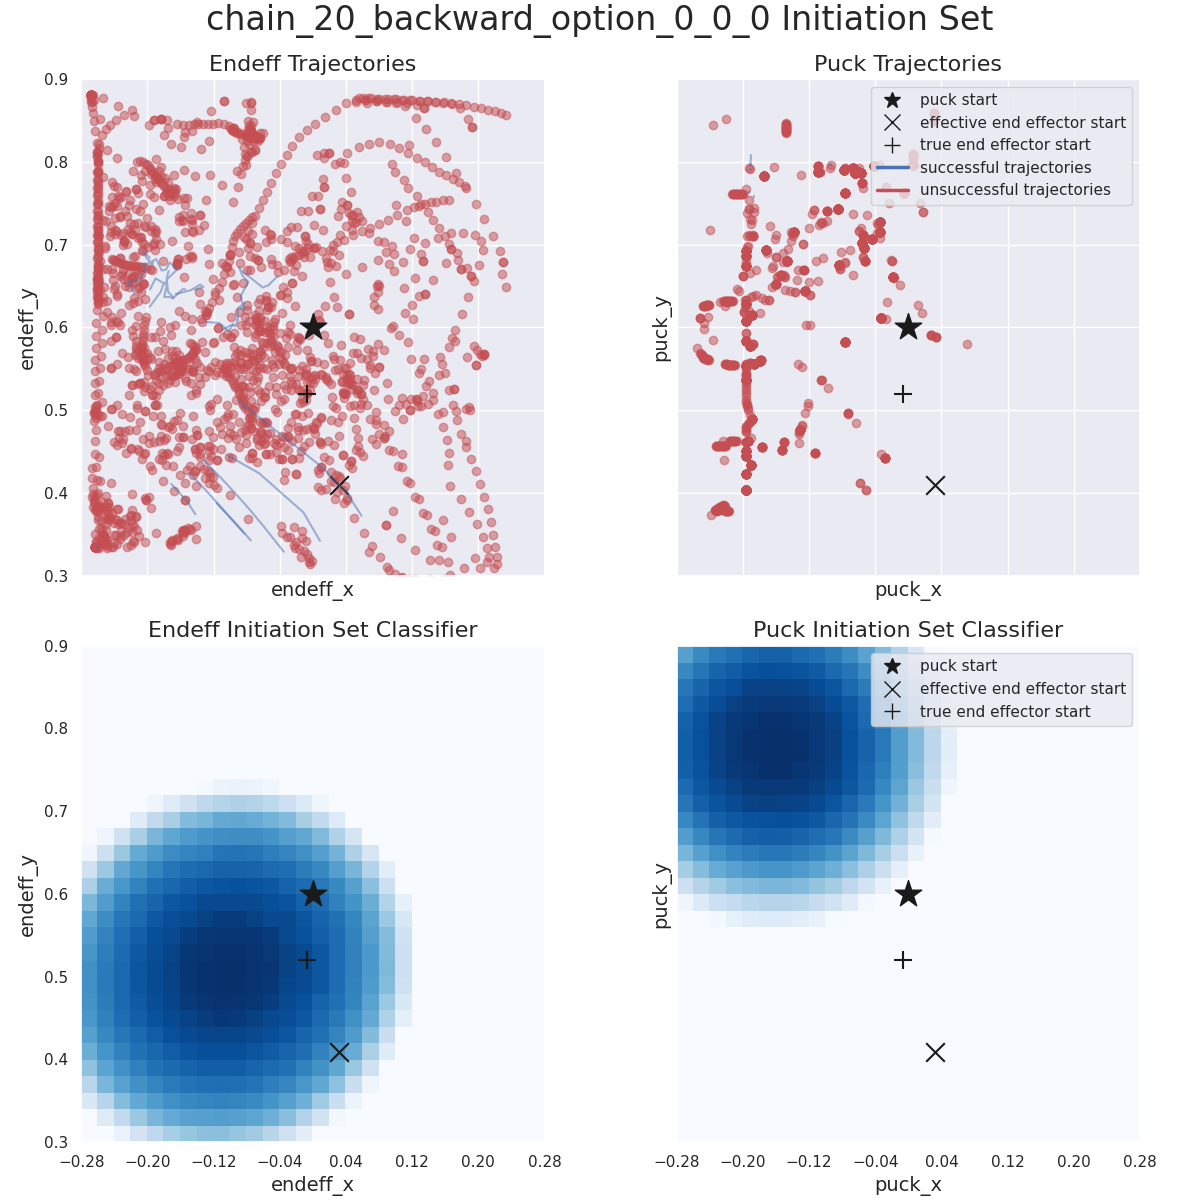 chain_20_backward_option_0_0_0 Initiation Set
Endeff Trajectories
Puck Trajectories
0.9
0.8
0.7
0.6
0.5
0.4
0.3
endeff_y
endeff_x
puck start
effective end effector start
true end effector start
successful trajectories
unsuccessful trajectories
puck_y
puck_x
Endeff Initiation Set Classifier
Puck Initiation Set Classifier
0.9
0.8
0.7
0.6
0.5
0.4
0.3
endeff_y
−0.28 −0.20 −0.12 −0.04 0.04 0.12 0.20 0.28
endeff_x
puck start
effective end effector start
true end effector start
puck_y
−0.28 −0.20 −0.12 −0.04 0.04 0.12 0.20 0.28
puck_x